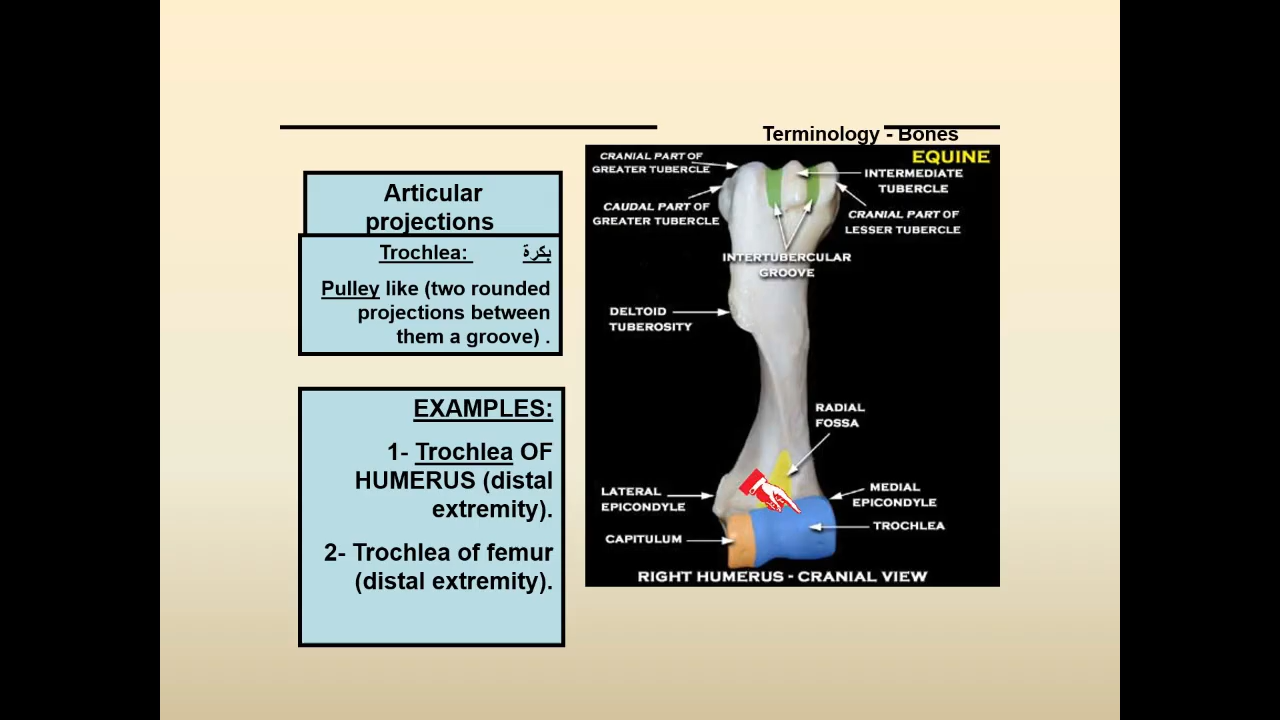 Terminology - Bones
Articular
projections
Trochlea: بكرة
Pulley like (two rounded
projections between
them a groove) .
EXAMPLES:
1- Trochlea OF
HUMERUS (distal
extremity).
2- Trochlea of femur
(distal extremity).
EQUINE
CRANIAL PART OF
GREATER TUBERCLE
INTERMEDIATE
TUBERCLE
CAUDAL PART OF
GREATER TUBERCLE
CRANIAL PART OF
LESSER TUBERCLE
INTERTUBERCULAR
GROOVE
DELTOID
TUBEROSITY
RADIAL
FOSSA
LATERAL
EPICONDYLE
MEDIAL
EPICONDYLE
TROCHLEA
CAPITULUM
RIGHT HUMERUS - CRANIAL VIEW